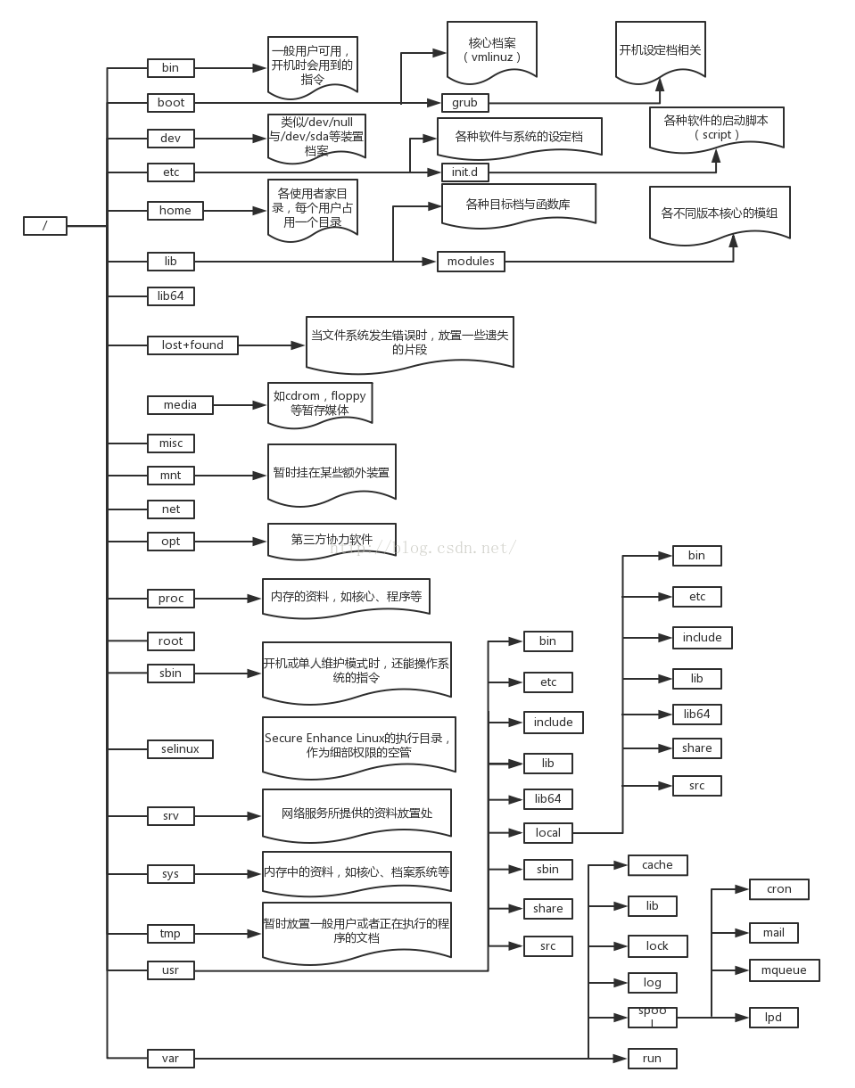 /
bin
一般用户可用，
开机时会用到的
指令
boot
核心档案
（vmlinuz）
grub
开机设定档相关
dev
类似/dev/null
与/dev/sda等装置
档案
etc
各种软件与系统的设定档
init.d
各种软件的启动脚本
（script）
home
各使用者家目
录，每个用户占
用一个目录
lib
各种目标档与函数库
modules
各不同版本核心的模组
lib64
lost+found
当文件系统发生错误时，放置一些遗失
的片段
media
如cdrom，floppy
等暂存媒体
misc
mnt
暂时挂在某些额外装置
net
opt
第三方协力软件
http://blog.csdn.net/
proc
内存的资料，如核心、程序等
root
sbin
开机或单人维护模式时，还能操作系
统的指令
selinux
Secure Enhance Linux的执行目录，
作为细部权限的空管
srv
网络服务所提供的资料放置处
sys
内存中的资料，如核心、档案系统等
tmp
暂时放置一般用户或者正在执行的程
序的文档
usr
bin
etc
include
lib
lib64
local
sbin
share
src
bin
etc
include
lib
lib64
share
src
var
cache
lib
lock
log
spoo
l
run
cron
mail
mqueue
lpd